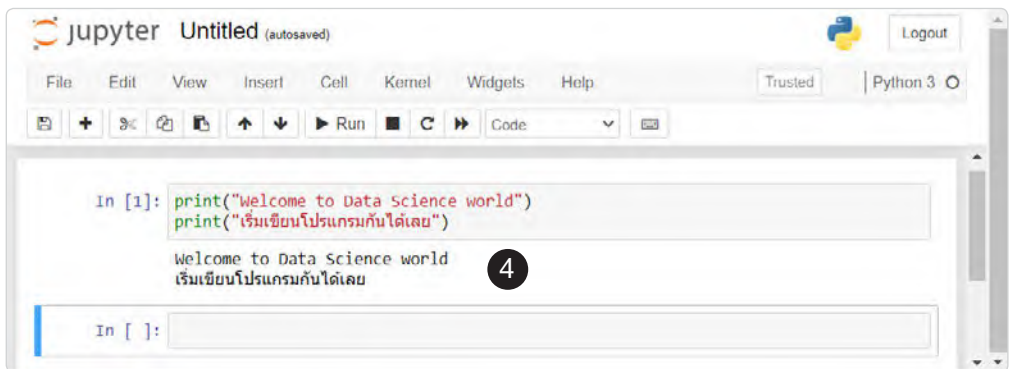 jupyter Untitled (autosaved) Logout
File Edit View Insert Cell Kernel Widgets Help Trusted Python 3
Run Code
In [1]: print("Welcome to Data Science world")
print("เริ่มเขียนโปรแกรมกันได้เลย")
Welcome to Data Science world
เริ่มเขียนโปรแกรมกันได้เลย
4
In [ ]: